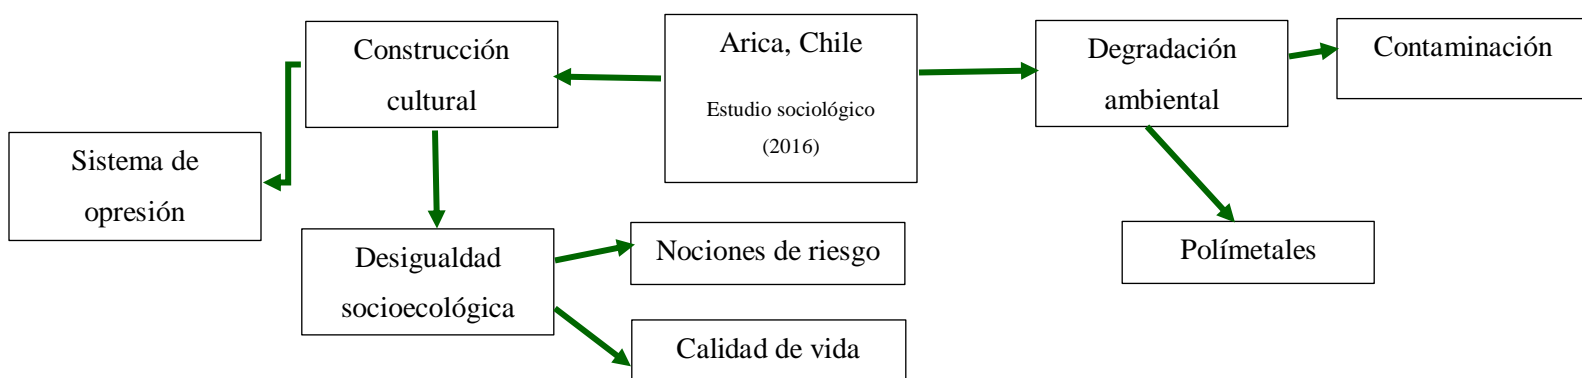 Construcción
cultural
Arica, Chile
Estudio sociológico
(2016)
Degradación
ambiental
Contaminación
Sistema de
opresión
Desigualdad
socioecológica
Nociones de riesgo
Polímetales
Calidad de vida